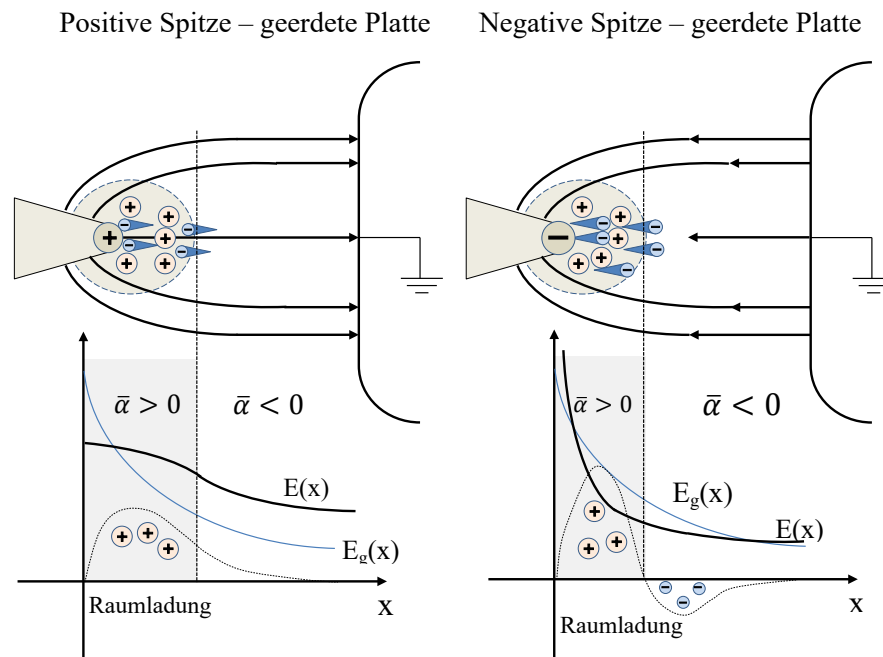 Positive Spitze – geerdete Platte
Negative Spitze – geerdete Platte
+ + + + + + − − − −
− + + + + + − − − − − −
ᾱ > 0
ᾱ < 0
E(x)
E_g(x)
+ + +
Raumladung
x
ᾱ > 0
ᾱ < 0
E_g(x)
E(x)
+ + +
− − −
Raumladung
x